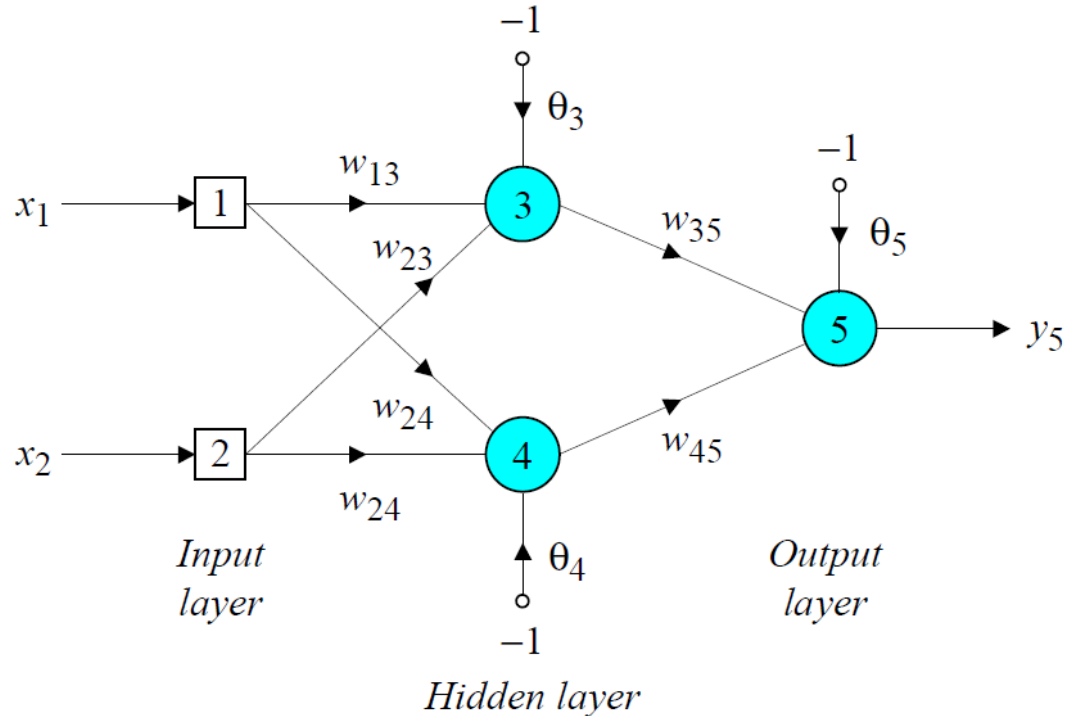 −1
θ3
−1
w13
x1
1
3
w35
θ5
w23
5
y5
w24
x2
2
4
w45
w24
Input
layer
θ4
Output
layer
−1
Hidden layer